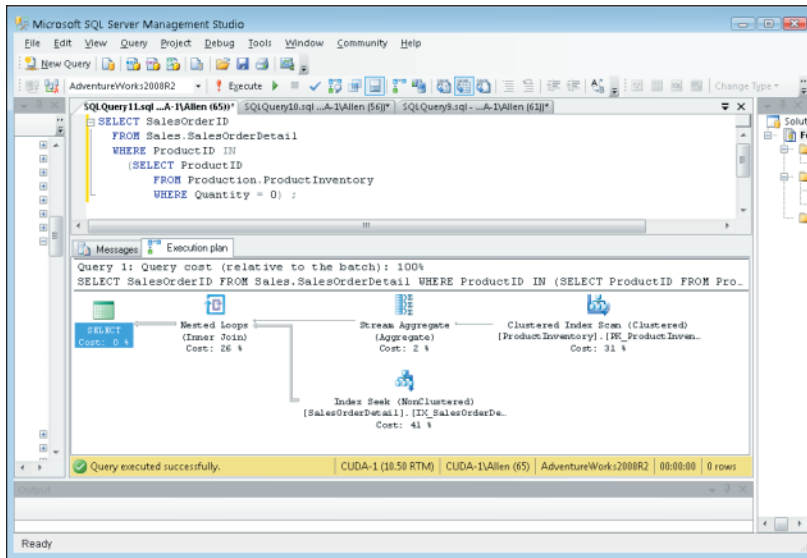 Microsoft SQL Server Management Studio
File Edit View Query Project Debug Tools Window Community Help
New Query
AdventureWorks2008R2 Execute Change Type
SQLQuery11.sql ...A-1\Allen (65))* SQLQuery10.sql ...A-1\Allen (56))* SQLQuery9.sql - ...A-1\Allen (61))*
SELECT SalesOrderID
FROM Sales.SalesOrderDetail
WHERE ProductID IN
(SELECT ProductID
FROM Production.ProductInventory
WHERE Quantity = 0) ;
Solut
Messages Execution plan
Query 1: Query cost (relative to the batch): 100%
SELECT SalesOrderID FROM Sales.SalesOrderDetail WHERE ProductID IN (SELECT ProductID FROM Pro...
SELECT
Cost: 0 %
Nested Loops
(Inner Join)
Cost: 26 %
Stream Aggregate
(Aggregate)
Cost: 2 %
Clustered Index Scan (Clustered)
[ProductInventory].[PK_ProductInven...
Cost: 31 %
Index Seek (NonClustered)
[SalesOrderDetail].[IX_SalesOrderDe...
Cost: 41 %
Query executed successfully. CUDA-1 (10.50 RTM) CUDA-1\Allen (65) AdventureWorks2008R2 00:00:00 0 rows
Output
Ready